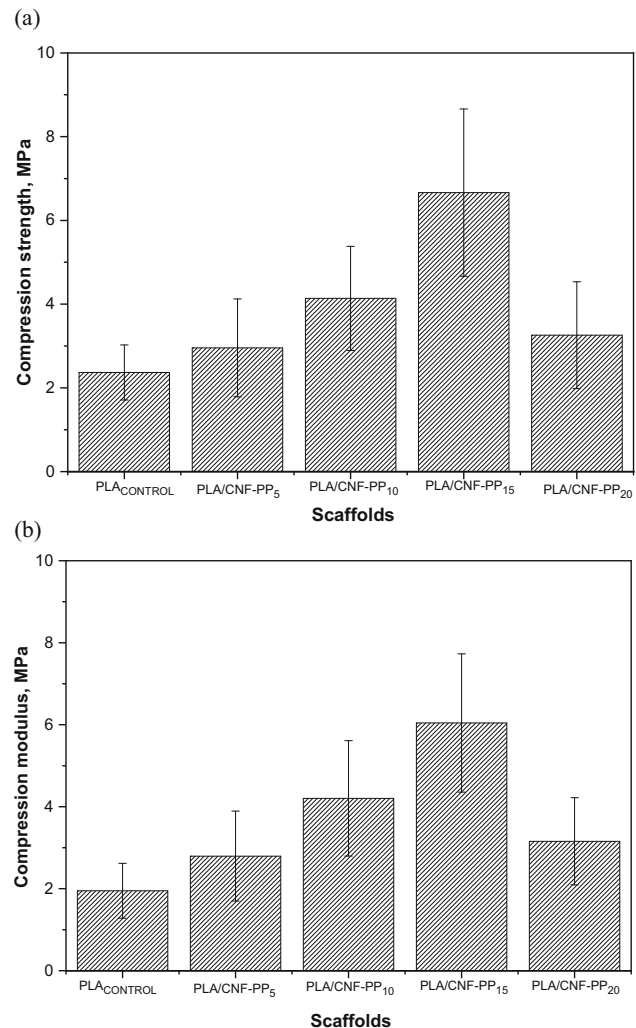 (a)
10
8
6
4
2
0
Compression strength, MPa
PLACONTROL PLA/CNF-PP5 PLA/CNF-PP10 PLA/CNF-PP15 PLA/CNF-PP20
Scaffolds
(b)
10
8
6
4
2
0
Compression modulus, MPa
PLACONTROL PLA/CNF-PP5 PLA/CNF-PP10 PLA/CNF-PP15 PLA/CNF-PP20
Scaffolds